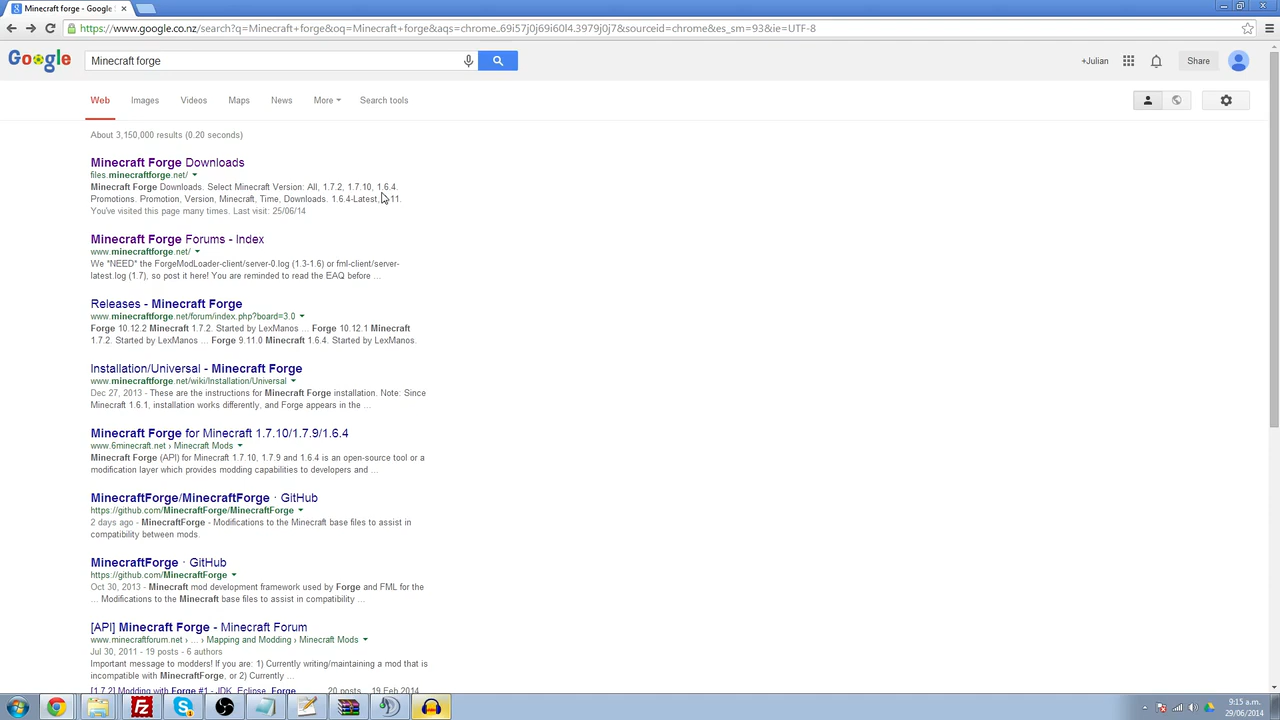 Minecraft forge - Google
https://www.google.co.nz/search?q=Minecraft+forge&oq=Minecraft+forge&aqs=chrome..69i57j0j69i60l4.3979j0j7&sourceid=chrome&es_sm=93&ie=UTF-8
Google
Minecraft forge
+Julian
Share
Web Images Videos Maps News More Search tools
About 3,150,000 results (0.20 seconds)
Minecraft Forge Downloads
files.minecraftforge.net/
Minecraft Forge Downloads. Select Minecraft Version: All, 1.7.2, 1.7.10, 1.6.4.
Promotions. Promotion, Version, Minecraft, Time, Downloads. 1.6.4-Latest, 11.
You've visited this page many times. Last visit: 25/06/14
Minecraft Forge Forums - Index
www.minecraftforge.net/
We *NEED* the ForgeModLoader-client/server-0.log (1.3-1.6) or fml-client/server-
latest.log (1.7), so post it here! You are reminded to read the EAQ before ...
Releases - Minecraft Forge
www.minecraftforge.net/forum/index.php?board=3.0
Forge 10.12.2 Minecraft 1.7.2. Started by LexManos ... Forge 10.12.1 Minecraft
1.7.2. Started by LexManos ... Forge 9.11.0 Minecraft 1.6.4. Started by LexManos.
Installation/Universal - Minecraft Forge
www.minecraftforge.net/wiki/Installation/Universal
Dec 27, 2013 - These are the instructions for Minecraft Forge installation. Note: Since
Minecraft 1.6.1, installation works differently, and Forge appears in the ...
Minecraft Forge for Minecraft 1.7.10/1.7.9/1.6.4
www.6minecraft.net › Minecraft Mods
Minecraft Forge (API) for Minecraft 1.7.10, 1.7.9 and 1.6.4 is an open-source tool or a
modification layer which provides modding capabilities to developers and ...
MinecraftForge/MinecraftForge · GitHub
https://github.com/MinecraftForge/MinecraftForge
2 days ago - MinecraftForge - Modifications to the Minecraft base files to assist in
compatibility between mods.
MinecraftForge · GitHub
https://github.com/MinecraftForge
Oct 30, 2013 - Minecraft mod development framework used by Forge and FML for the
... Modifications to the Minecraft base files to assist in compatibility ...
[API] Minecraft Forge - Minecraft Forum
www.minecraftforum.net › ... › Mapping and Modding › Minecraft Mods
Jul 30, 2011 - 19 posts - 6 authors
Important message to modders! If you are: 1) Currently writing/maintaining a mod that is
incompatible with MinecraftForge, or 2) Currently ...
[1.7.2] Modding with Forge #1 - JDK, Eclipse, Forge 20 posts 19 Feb 2014
9:15 a.m.
29/06/2014